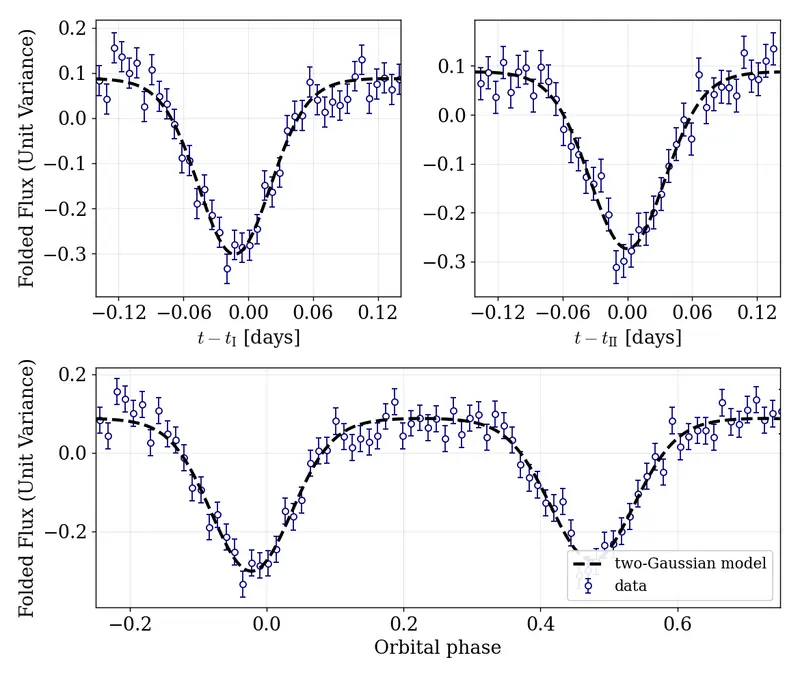 Folded Flux (Unit Variance)
0.2
0.1
0.0
−0.1
−0.2
−0.3
−0.12 −0.06 0.00 0.06 0.12
t − t_I [days]
0.1
0.0
−0.1
−0.2
−0.3
−0.12 −0.06 0.00 0.06 0.12
t − t_II [days]
Folded Flux (Unit Variance)
0.2
0.0
−0.2
−0.2 0.0 0.2 0.4 0.6
Orbital phase
two-Gaussian model
data